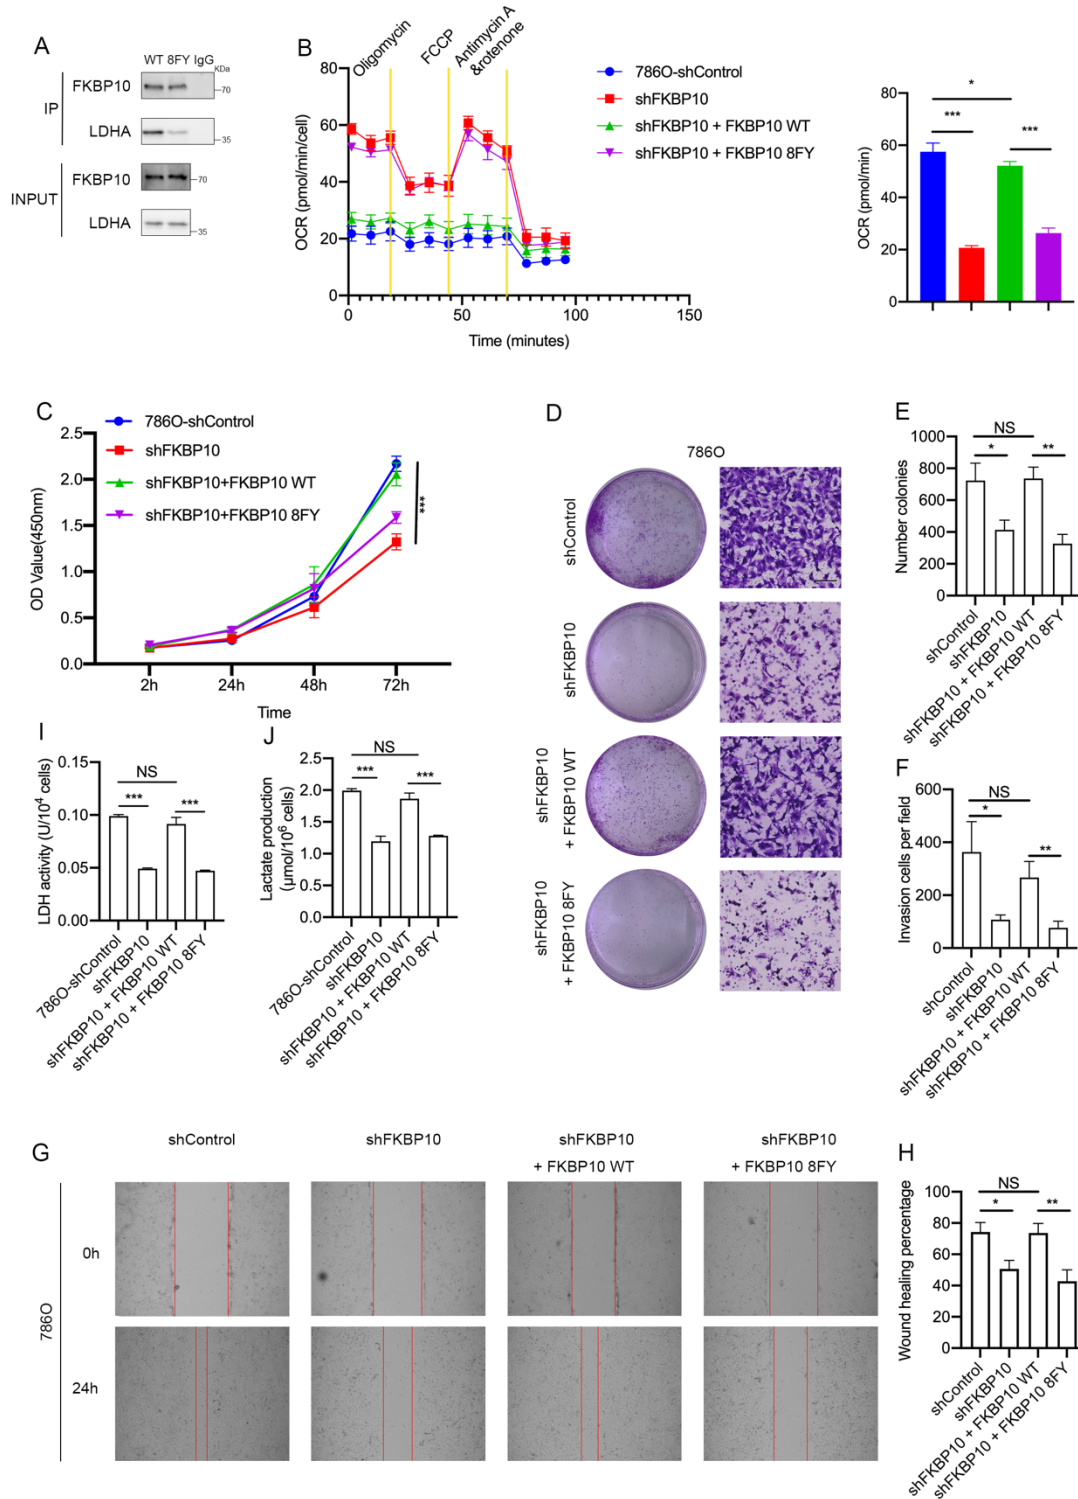 A
WT 8FY IgG
KDa
IP
FKBP10
70
LDHA
35
INPUT
FKBP10
70
LDHA
35
B
Oligomycin
FCCP
Antimycin A
&rotenone
OCR (pmol/min/cell)
80
60
40
20
0
0 50 100 150
Time (minutes)
786O-shControl
shFKBP10
shFKBP10 + FKBP10 WT
shFKBP10 + FKBP10 8FY
OCR (pmol/min)
80
60
40
20
0
*
***
***
C
786O-shControl
shFKBP10
shFKBP10+FKBP10 WT
shFKBP10+FKBP10 8FY
OD Value(450nm)
2.5
2.0
1.5
1.0
0.5
0.0
2h 24h 48h 72h
Time
***
D
786O
shControl
shFKBP10
shFKBP10
+ FKBP10 WT
shFKBP10
+ FKBP10 8FY
E
Number colonies
1000
800
600
400
200
0
NS
*
**
shControl
shFKBP10
shFKBP10 + FKBP10 WT
shFKBP10 + FKBP10 8FY
F
Invasion cells per field
600
400
200
0
NS
*
**
shControl
shFKBP10
shFKBP10 + FKBP10 WT
shFKBP10 + FKBP10 8FY
I
LDH activity (U/10⁴ cells)
0.15
0.10
0.05
0.00
NS
***
***
786O-shControl
shFKBP10
shFKBP10 + FKBP10 WT
shFKBP10 + FKBP10 8FY
J
Lactate production
(μmol/10⁶ cells)
2.5
2.0
1.5
1.0
0.5
0.0
NS
***
***
786O-shControl
shFKBP10
shFKBP10 + FKBP10 WT
shFKBP10 + FKBP10 8FY
G
shControl
shFKBP10
shFKBP10
+ FKBP10 WT
shFKBP10
+ FKBP10 8FY
786O
0h
24h
H
Wound healing percentage
100
80
60
40
20
0
NS
*
**
shControl
shFKBP10
shFKBP10 + FKBP10 WT
shFKBP10 + FKBP10 8FY